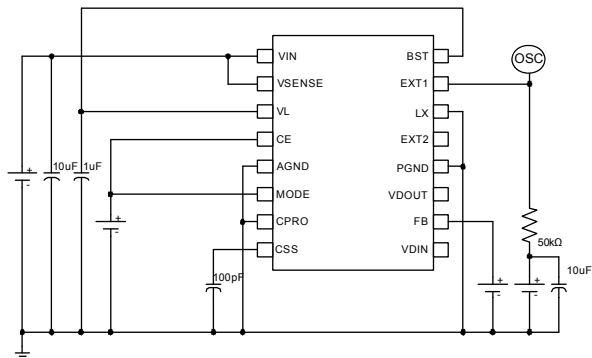 VIN
BST
OSC
VSENSE
EXT1
VL
LX
CE
EXT2
+
10uF
1uF
AGND
PGND
-
MODE
VDOUT
+
-
CPRO
FB
CSS
VDIN
50kΩ
100pF
+
-
+
-
10uF